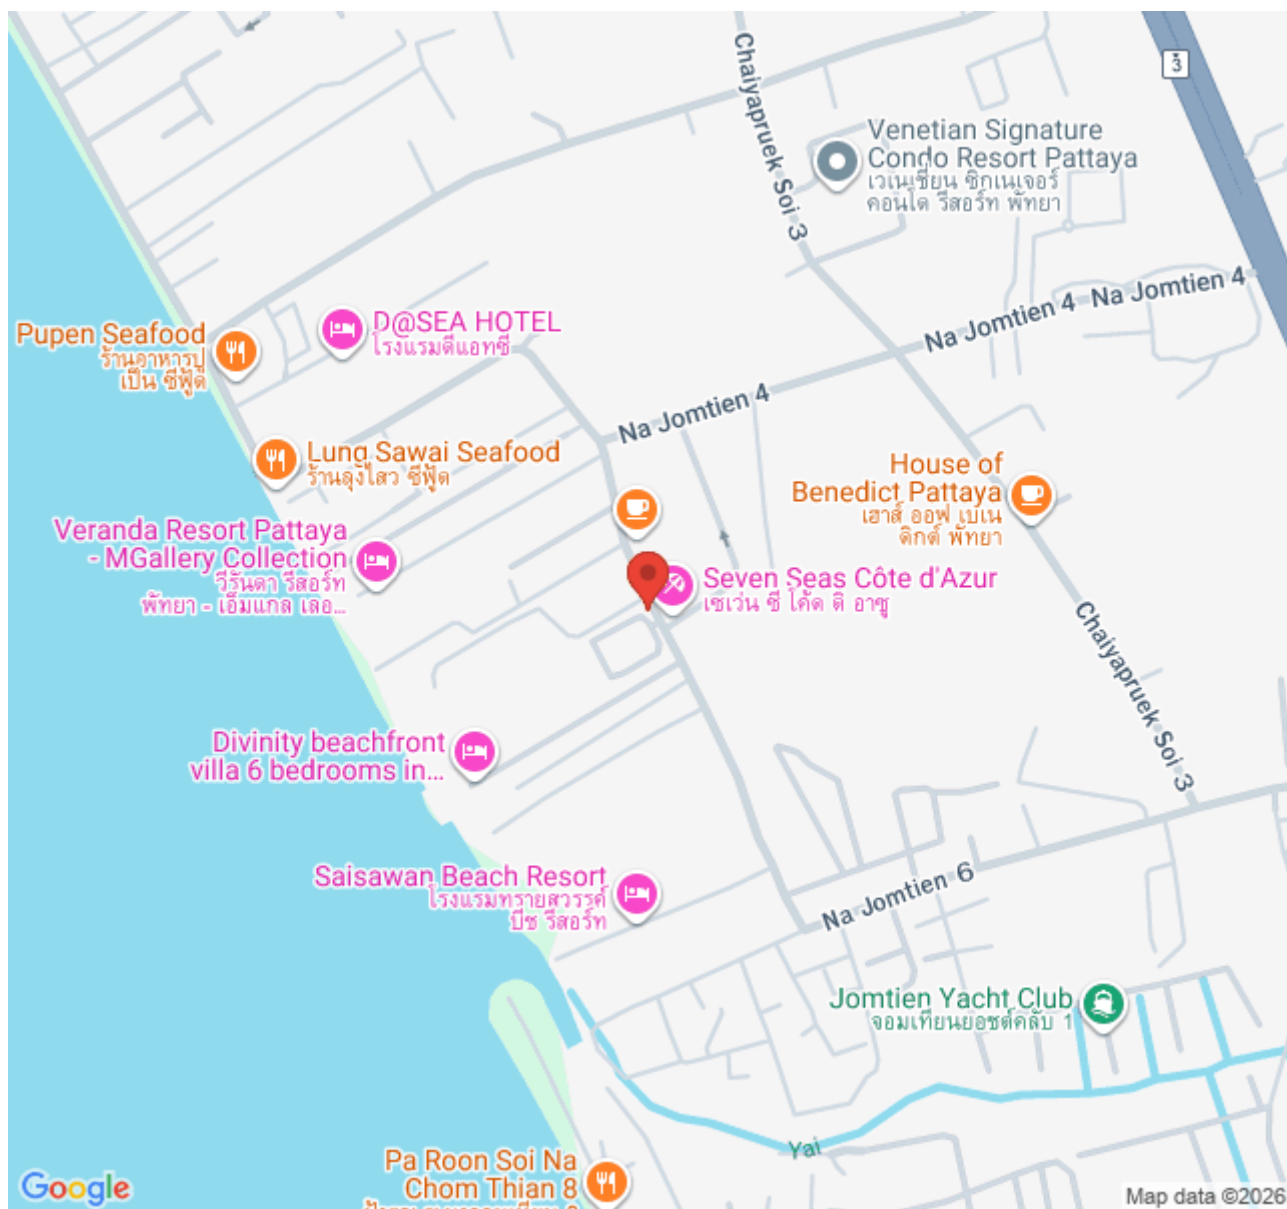 Chaiyapruek Soi 3
3
Venetian Signature
Condo Resort Pattaya
เวเนเชี่ยน ซิกเนเจอร์
คอนโด รีสอร์ท พัทยา
Na Jomtien 4
Na Jomtien 4
D@SEA HOTEL
โรงแรมดีแอทซี
Pupen Seafood
ร้านอาหารปู
เป็น ซีฟู้ด
Na Jomtien 4
Lung Sawai Seafood
ร้านลุงไสว ซีฟู้ด
House of
Benedict Pattaya
เฮาส์ ออฟ เบเน
ดิกต์ พัทยา
Veranda Resort Pattaya
- MGallery Collection
วีรันดา รีสอร์ท
พัทยา - เอ็มแกล เลอ...
Seven Seas Côte d'Azur
เซเว่น ซี โค้ด ดิ อาซู
Chaiyapruek Soi 3
Divinity beachfront
villa 6 bedrooms in...
Saisawan Beach Resort
โรงแรมทรายสวรรค์
บีช รีสอร์ท
Na Jomtien 6
Jomtien Yacht Club
จอมเทียนยอชต์คลับ 1
Yai
Pa Roon Soi Na
Chom Thian 8
Google
Map data ©2026